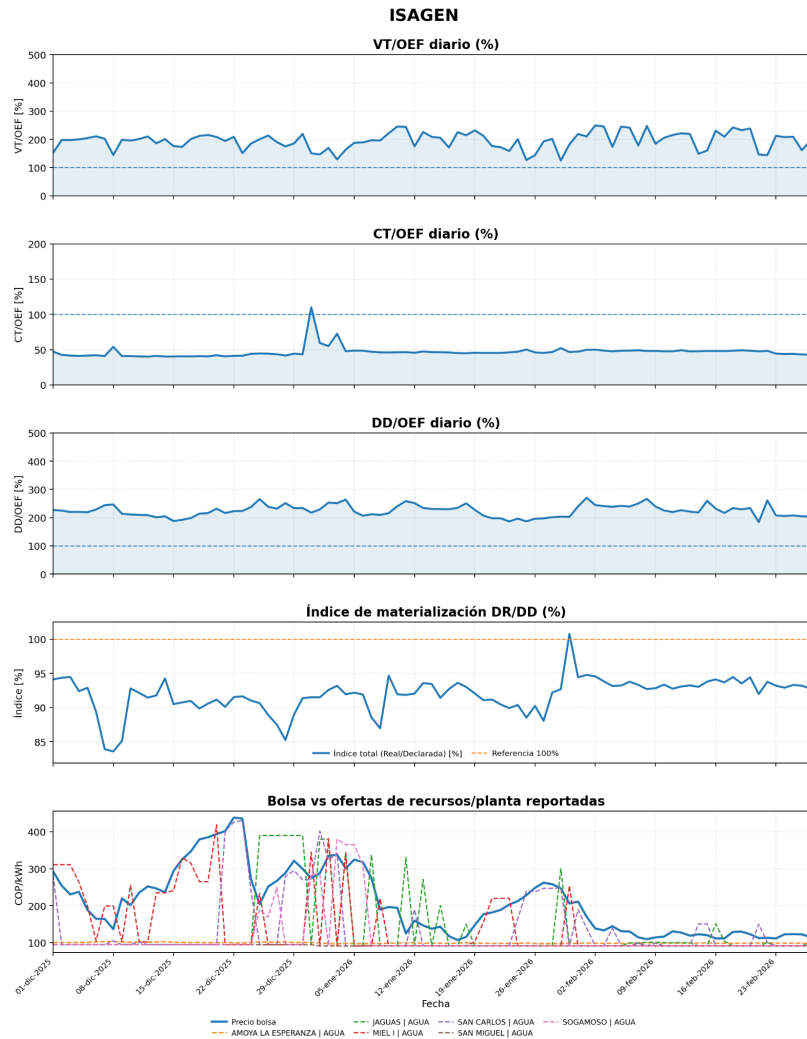 ISAGEN
VT/OEF diario (%)
500
400
300
200
100
0
VT/OEF [%]
CT/OEF diario (%)
200
150
100
50
0
CT/OEF [%]
DD/OEF diario (%)
500
400
300
200
100
0
DD/OEF [%]
Índice de materialización DR/DD (%)
100
95
90
85
Índice [%]
Índice total (Real/Declarada) [%]
Referencia 100%
Bolsa vs ofertas de recursos/planta reportadas
400
300
200
100
COP/kWh
01-dic-2025
08-dic-2025
15-dic-2025
22-dic-2025
29-dic-2025
05-ene-2026
12-ene-2026
19-ene-2026
26-ene-2026
02-feb-2026
09-feb-2026
16-feb-2026
23-feb-2026
Fecha
Precio bolsa
AMOYA LA ESPERANZA | AGUA
JAGUAS | AGUA
MIEL I | AGUA
SAN CARLOS | AGUA
SAN MIGUEL | AGUA
SOGAMOSO | AGUA